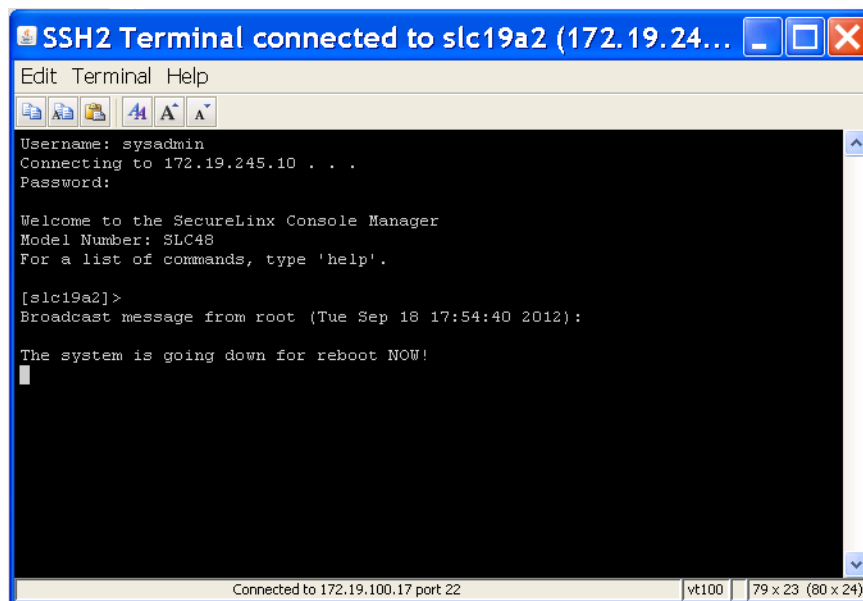 SSH2 Terminal connected to slc19a2 (172.19.24...
Edit Terminal Help
Username: sysadmin
Connecting to 172.19.245.10 . . .
Password:
Welcome to the SecureLinx Console Manager
Model Number: SLC48
For a list of commands, type 'help'.
[slc19a2]>
Broadcast message from root (Tue Sep 18 17:54:40 2012):
The system is going down for reboot NOW!
Connected to 172.19.100.17 port 22
vt100
79 x 23 (80 x 24)